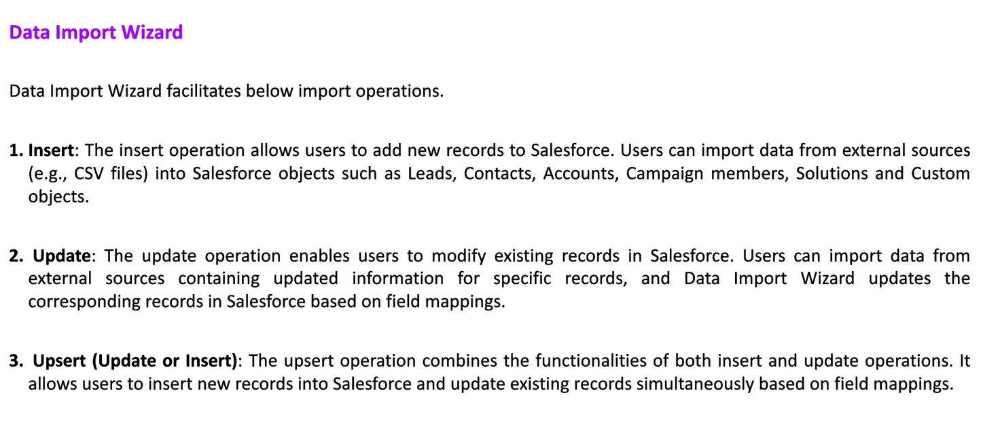 Data Import Wizard
Data Import Wizard facilitates below import operations.
1. Insert: The insert operation allows users to add new records to Salesforce. Users can import data from external sources
(e.g., CSV files) into Salesforce objects such as Leads, Contacts, Accounts, Campaign members, Solutions and Custom
objects.
2. Update: The update operation enables users to modify existing records in Salesforce. Users can import data from
external sources containing updated information for specific records, and Data Import Wizard updates the
corresponding records in Salesforce based on field mappings.
3. Upsert (Update or Insert): The upsert operation combines the functionalities of both insert and update operations. It
allows users to insert new records into Salesforce and update existing records simultaneously based on field mappings.